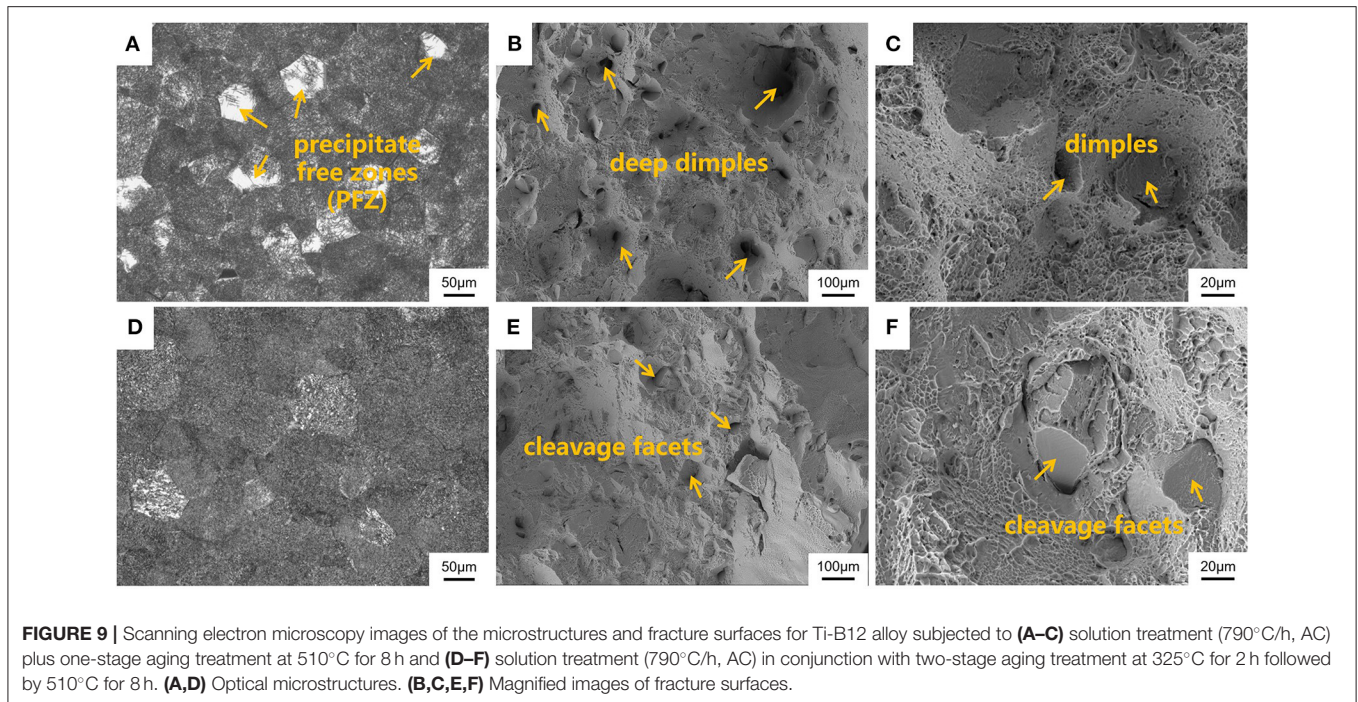 A
precipitate
free zones
(PFZ)
50μm
B
deep dimples
100μm
C
dimples
20μm
D
50μm
E
cleavage facets
100μm
F
cleavage facets
20μm
FIGURE 9 | Scanning electron microscopy images of the microstructures and fracture surfaces for Ti-B12 alloy subjected to (A–C) solution treatment (790°C/h, AC)
plus one-stage aging treatment at 510°C for 8 h and (D–F) solution treatment (790°C/h, AC) in conjunction with two-stage aging treatment at 325°C for 2 h followed
by 510°C for 8 h. (A,D) Optical microstructures. (B,C,E,F) Magnified images of fracture surfaces.